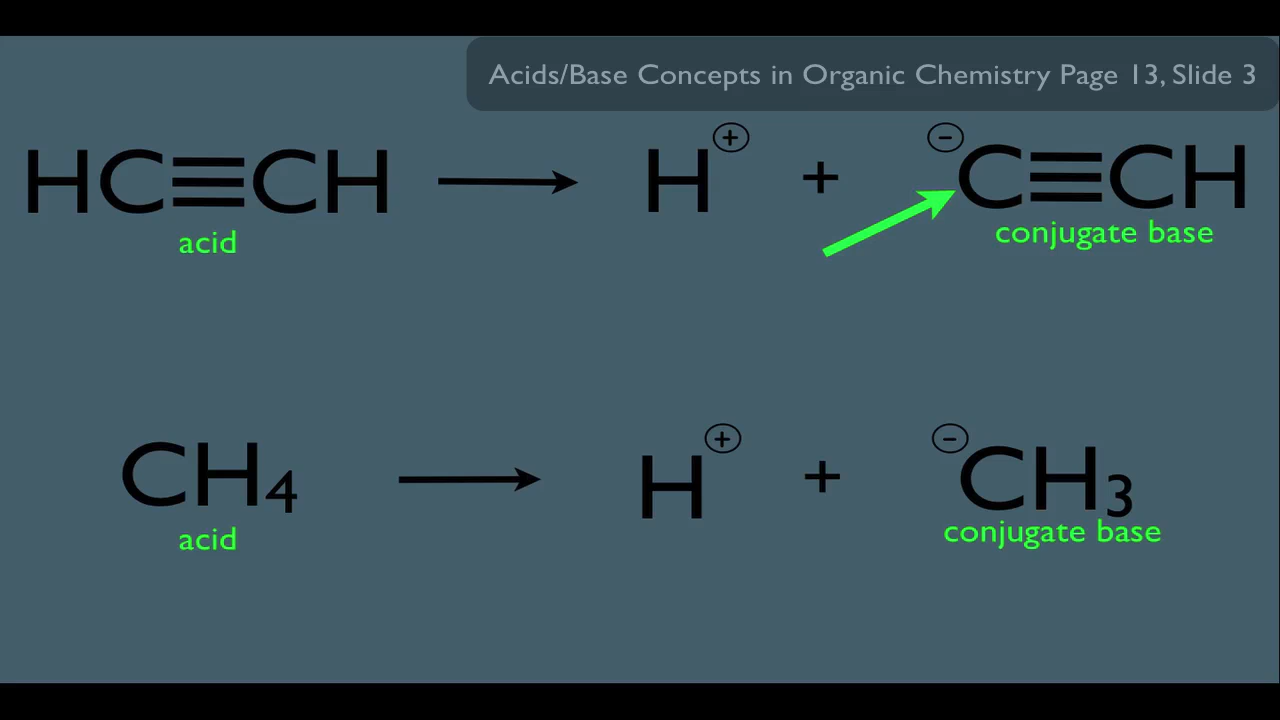 Acids/Base Concepts in Organic Chemistry Page 13, Slide 3
HC≡CH ⟶ H⊕ + ⊖C≡CH
acid conjugate base
CH₄ ⟶ H⊕ + ⊖CH₃
acid conjugate base